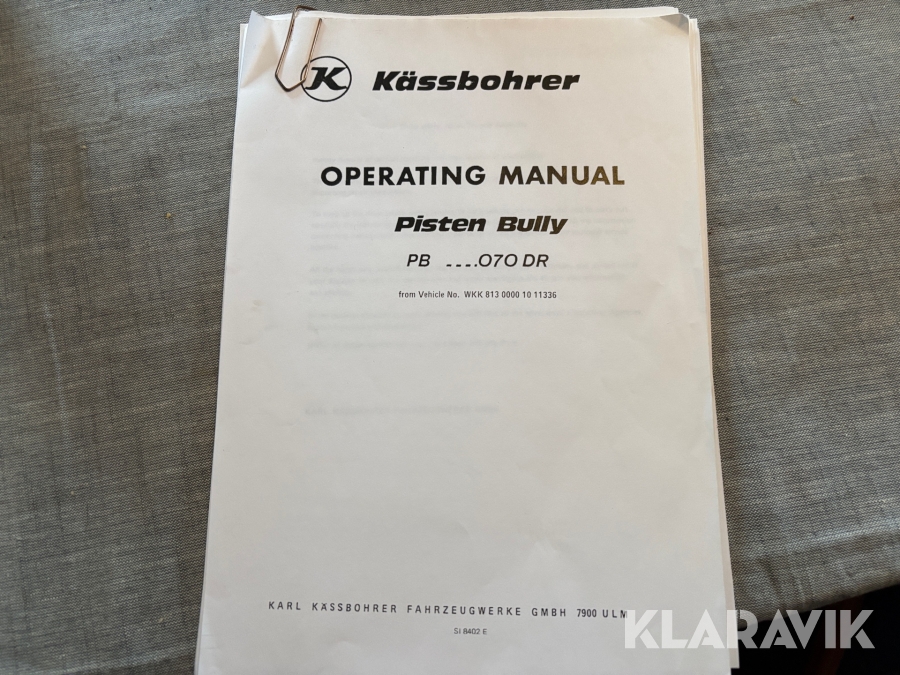 K Kässbohrer
OPERATING MANUAL
Pisten Bully
PB _ _ _ _.070 DR
from Vehicle No. WKK 813 0000 10 11336
KARL KÄSSBOHRER FAHRZEUGWERKE GMBH 7900 ULM
SI 8402 E
KLARAVIK